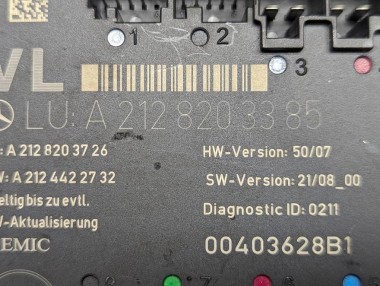 1 2
VL
3 4
LU: A 212 820 33 85
: A 212 820 37 26 HW-Version: 50/07
W: A 212 442 27 32 SW-Version: 21/08_00
eltig bis zu evtl. Diagnostic ID: 0211
W-Aktualisierung
EMIC 00403628B1